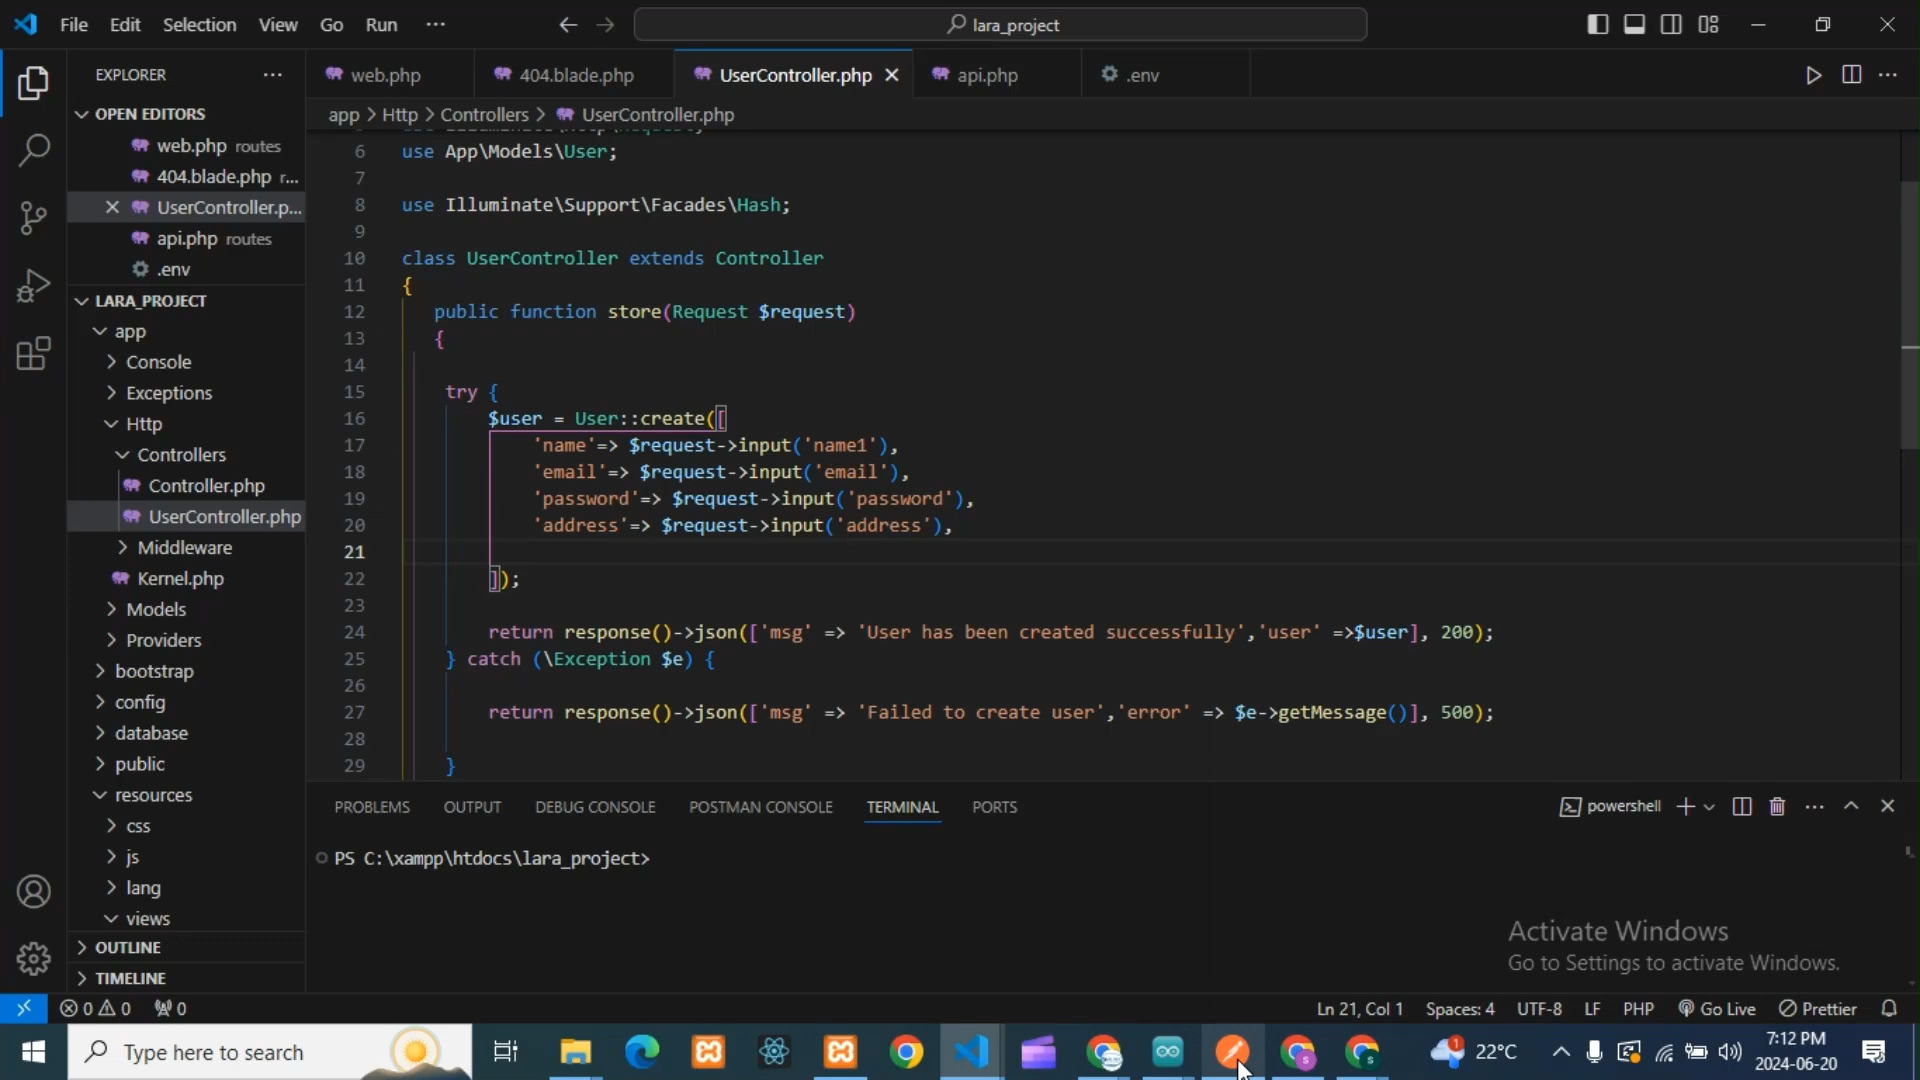 File Edit Selection View Go Run ··· lara_project
EXPLORER ···
web.php 404.blade.php UserController.php api.php .env
OPEN EDITORS
web.php routes
404.blade.php r...
UserController.p...
api.php routes
.env
LARA_PROJECT
app
Console
Exceptions
Http
Controllers
Controller.php
UserController.php
Middleware
Kernel.php
Models
Providers
bootstrap
config
database
public
resources
css
js
lang
views
OUTLINE
TIMELINE
app > Http > Controllers > UserController.php
6 use App\Models\User;
7
8 use Illuminate\Support\Facades\Hash;
9
10 class UserController extends Controller
11 {
12 public function store(Request $request)
13 {
14
15 try {
16 $user = User::create([
17 'name'=> $request->input('name1'),
18 'email'=> $request->input('email'),
19 'password'=> $request->input('password'),
20 'address'=> $request->input('address'),
21
22 ]);
23
24 return response()->json(['msg' => 'User has been created successfully','user' =>$user], 200);
25 } catch (\Exception $e) {
26
27 return response()->json(['msg' => 'Failed to create user','error' => $e->getMessage()], 500);
28
29 }
PROBLEMS OUTPUT DEBUG CONSOLE POSTMAN CONSOLE TERMINAL PORTS
powershell
PS C:\xampp\htdocs\lara_project>
Activate Windows
Go to Settings to activate Windows.
0 0 0
Ln 21, Col 1 Spaces: 4 UTF-8 LF PHP Go Live Prettier
Type here to search
1 22°C
7:12 PM
2024-06-20